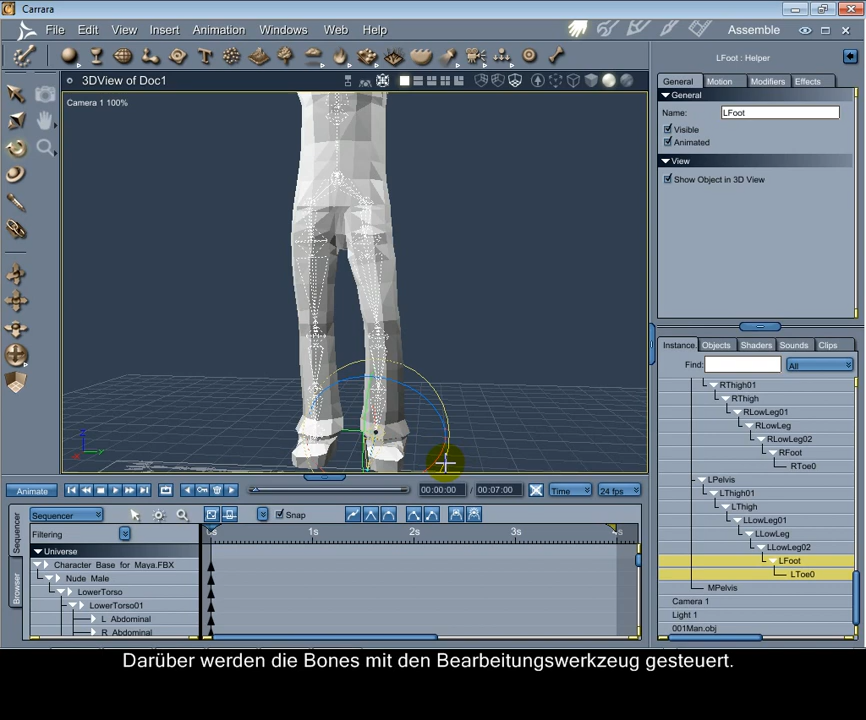 Carrara
File Edit View Insert Animation Windows Web Help Assemble
3DView of Doc1
Camera 1 100%
LFoot : Helper
General Motion Modifiers Effects
General
Name: LFoot
Visible
Animated
View
Show Object in 3D View
Instance Objects Shaders Sounds Clips
Find: All
RThigh01
RThigh
RLowLeg01
RLowLeg
RLowLeg02
RFoot
RToe0
LPelvis
LThigh01
LThigh
LLowLeg01
LLowLeg
LLowLeg02
LFoot
LToe0
MPelvis
Camera 1
Light 1
001Man.obj
Animate 00:00:00 / 00:07:00 Time 24 fps
Sequencer Snap
Sequencer
Browser
Filtering 1s 2s 3s 4s
Universe
Character Base for Maya.FBX
Nude Male
LowerTorso
LowerTorso01
L Abdominal
R Abdominal
Darüber werden die Bones mit den Bearbeitungswerkzeug gesteuert.